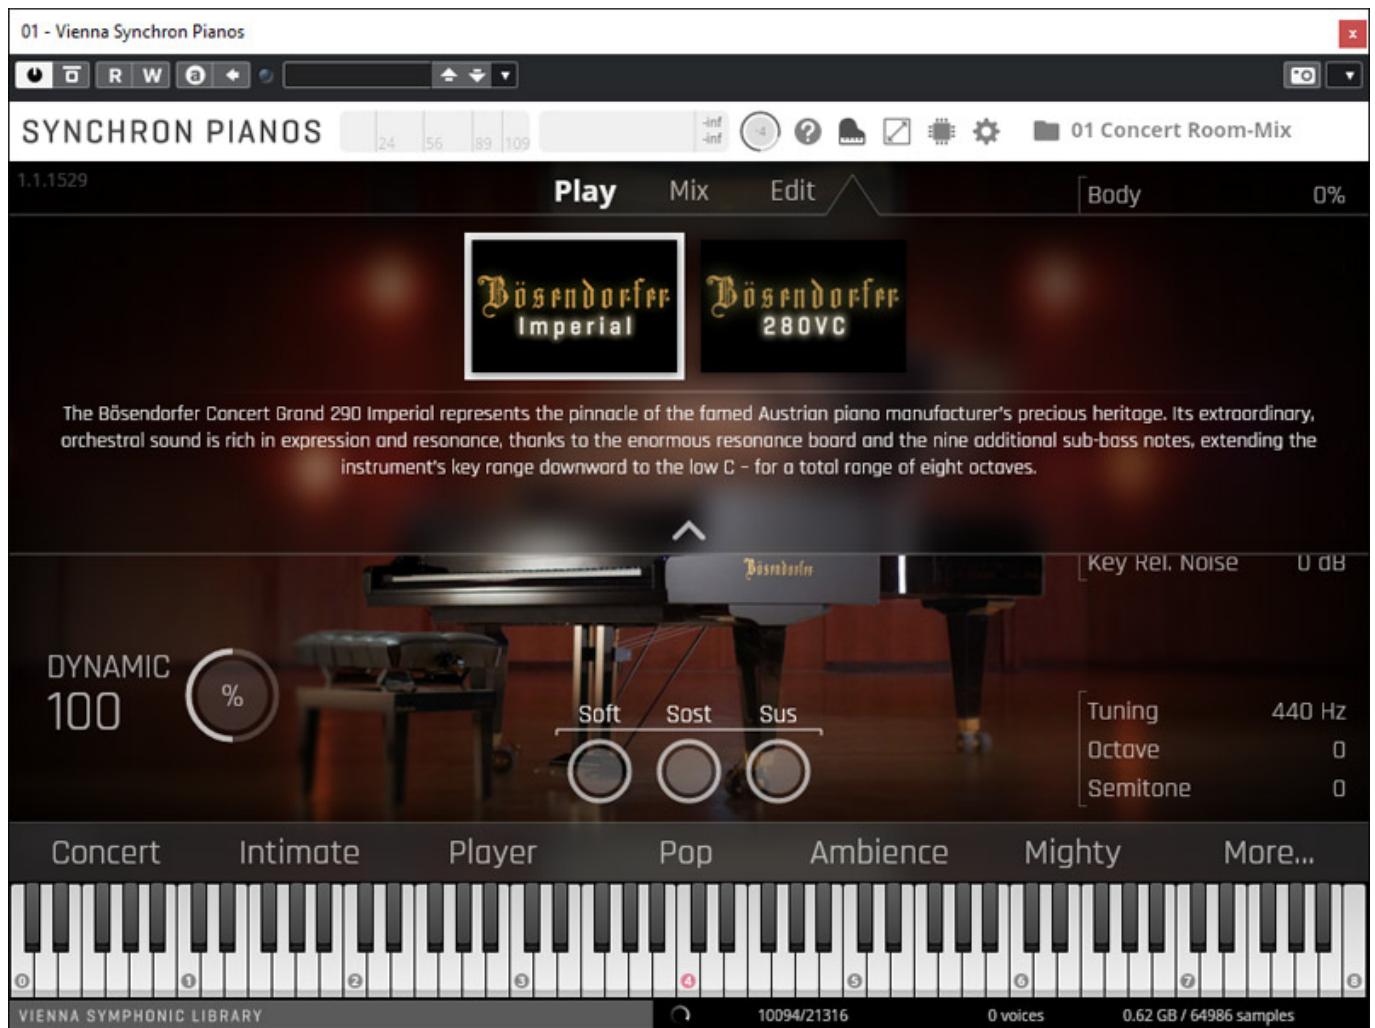 01 - Vienna Synchron Pianos
x
R W a
SYNCHRON PIANOS
24 56 89 109
-inf
-inf
-4
?
01 Concert Room-Mix
1.1.1529
Play Mix Edit
Body 0%
Bösendorfer
Imperial
Bösendorfer
280VC
The Bösendorfer Concert Grand 290 Imperial represents the pinnacle of the famed Austrian piano manufacturer's precious heritage. Its extraordinary,
orchestral sound is rich in expression and resonance, thanks to the enormous resonance board and the nine additional sub-bass notes, extending the
instrument's key range downward to the low C – for a total range of eight octaves.
Bösendorfer
Key Rel. Noise 0 dB
DYNAMIC
100
%
Soft Sost Sus
Tuning 440 Hz
Octave 0
Semitone 0
Concert Intimate Player Pop Ambience Mighty More...
0 1 2 3 4 5 6 7 8
VIENNA SYMPHONIC LIBRARY
10094/21316 0 voices 0.62 GB / 64986 samples